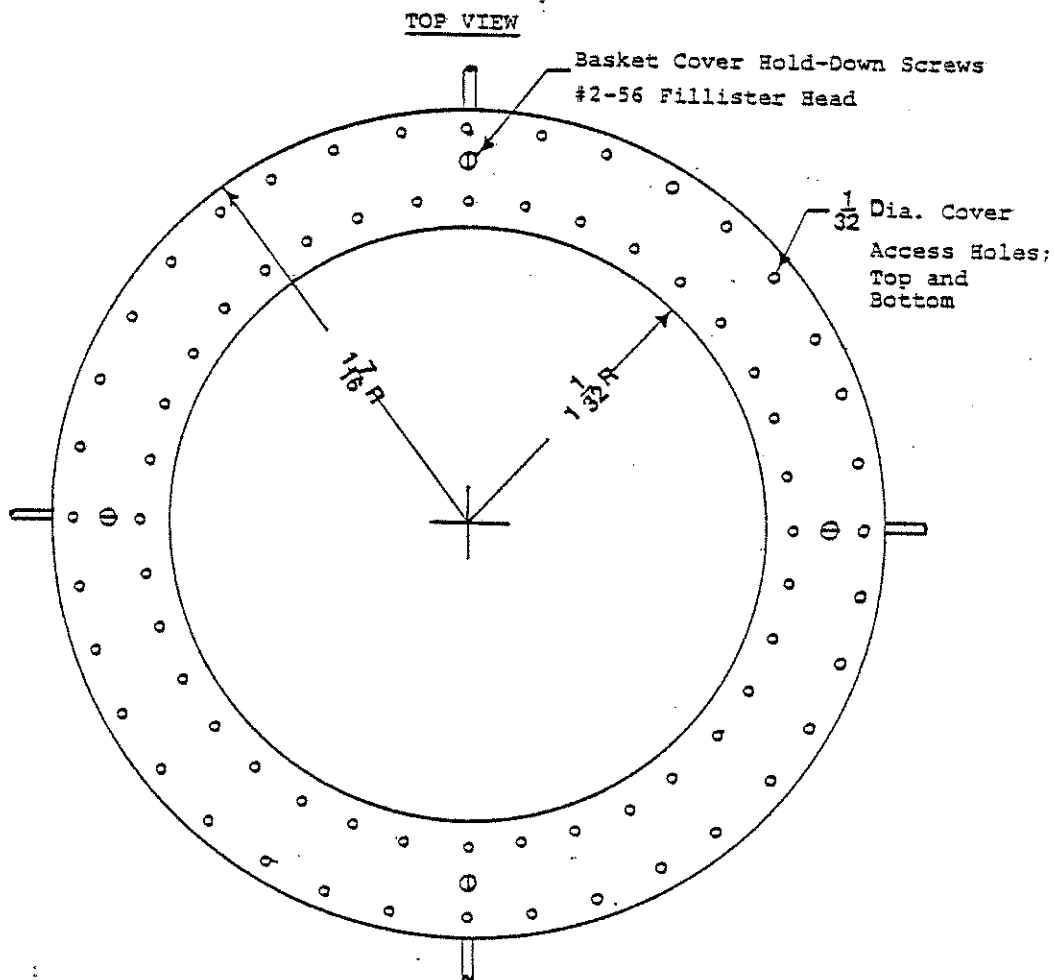 TOP VIEW
Basket Cover Hold-Down Screws
#2-56 Fillister Head
1/32 Dia. Cover
Access Holes;
Top and
Bottom
1 7/16 R
1 1/32 R